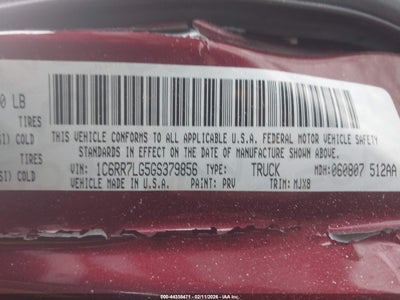 0 LB
TIRES
SI) COLD
TIRES
SI) COLD
THIS VEHICLE CONFORMS TO ALL APPLICABLE U.S.A. FEDERAL MOTOR VEHICLE SAFETY
STANDARDS IN EFFECT ON THE DATE OF MANUFACTURE SHOWN ABOVE.
VIN: 1C6RR7LG5GS379856 TYPE: TRUCK MDH: 060807 512AA
VEHICLE MADE IN U.S.A. PAINT: PRV TRIM: MJX8
000-44338471 - 02/11/2026 - IAA, Inc.